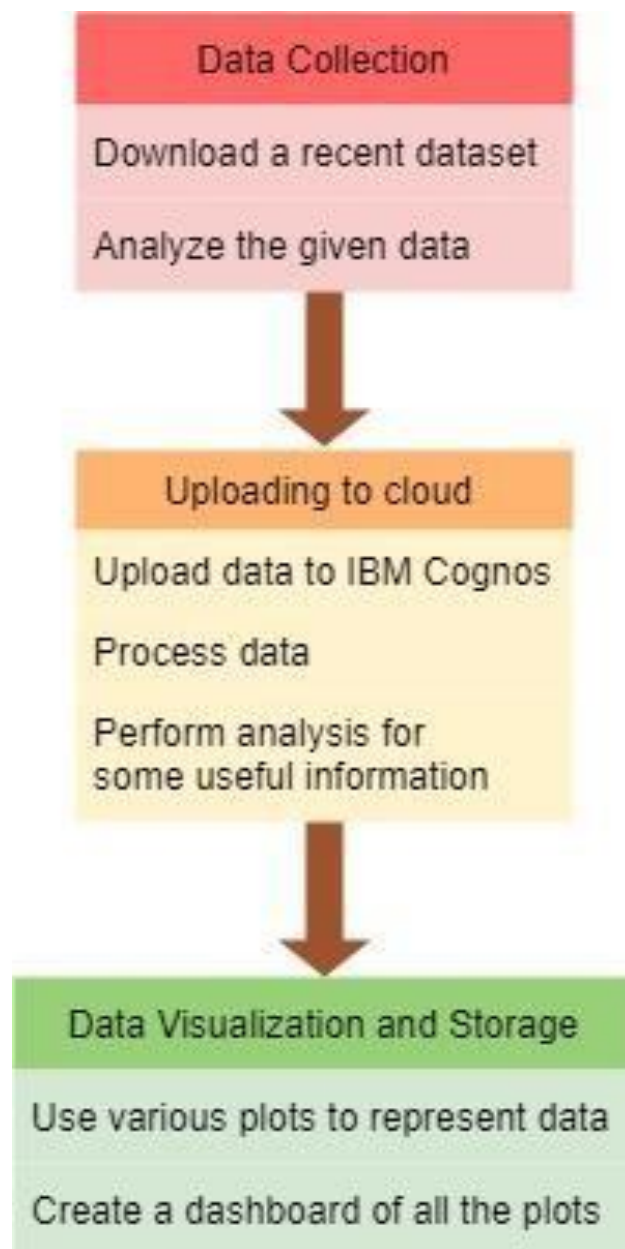 Data Collection
Download a recent dataset
Analyze the given data
Uploading to cloud
Upload data to IBM Cognos
Process data
Perform analysis for
some useful information
Data Visualization and Storage
Use various plots to represent data
Create a dashboard of all the plots